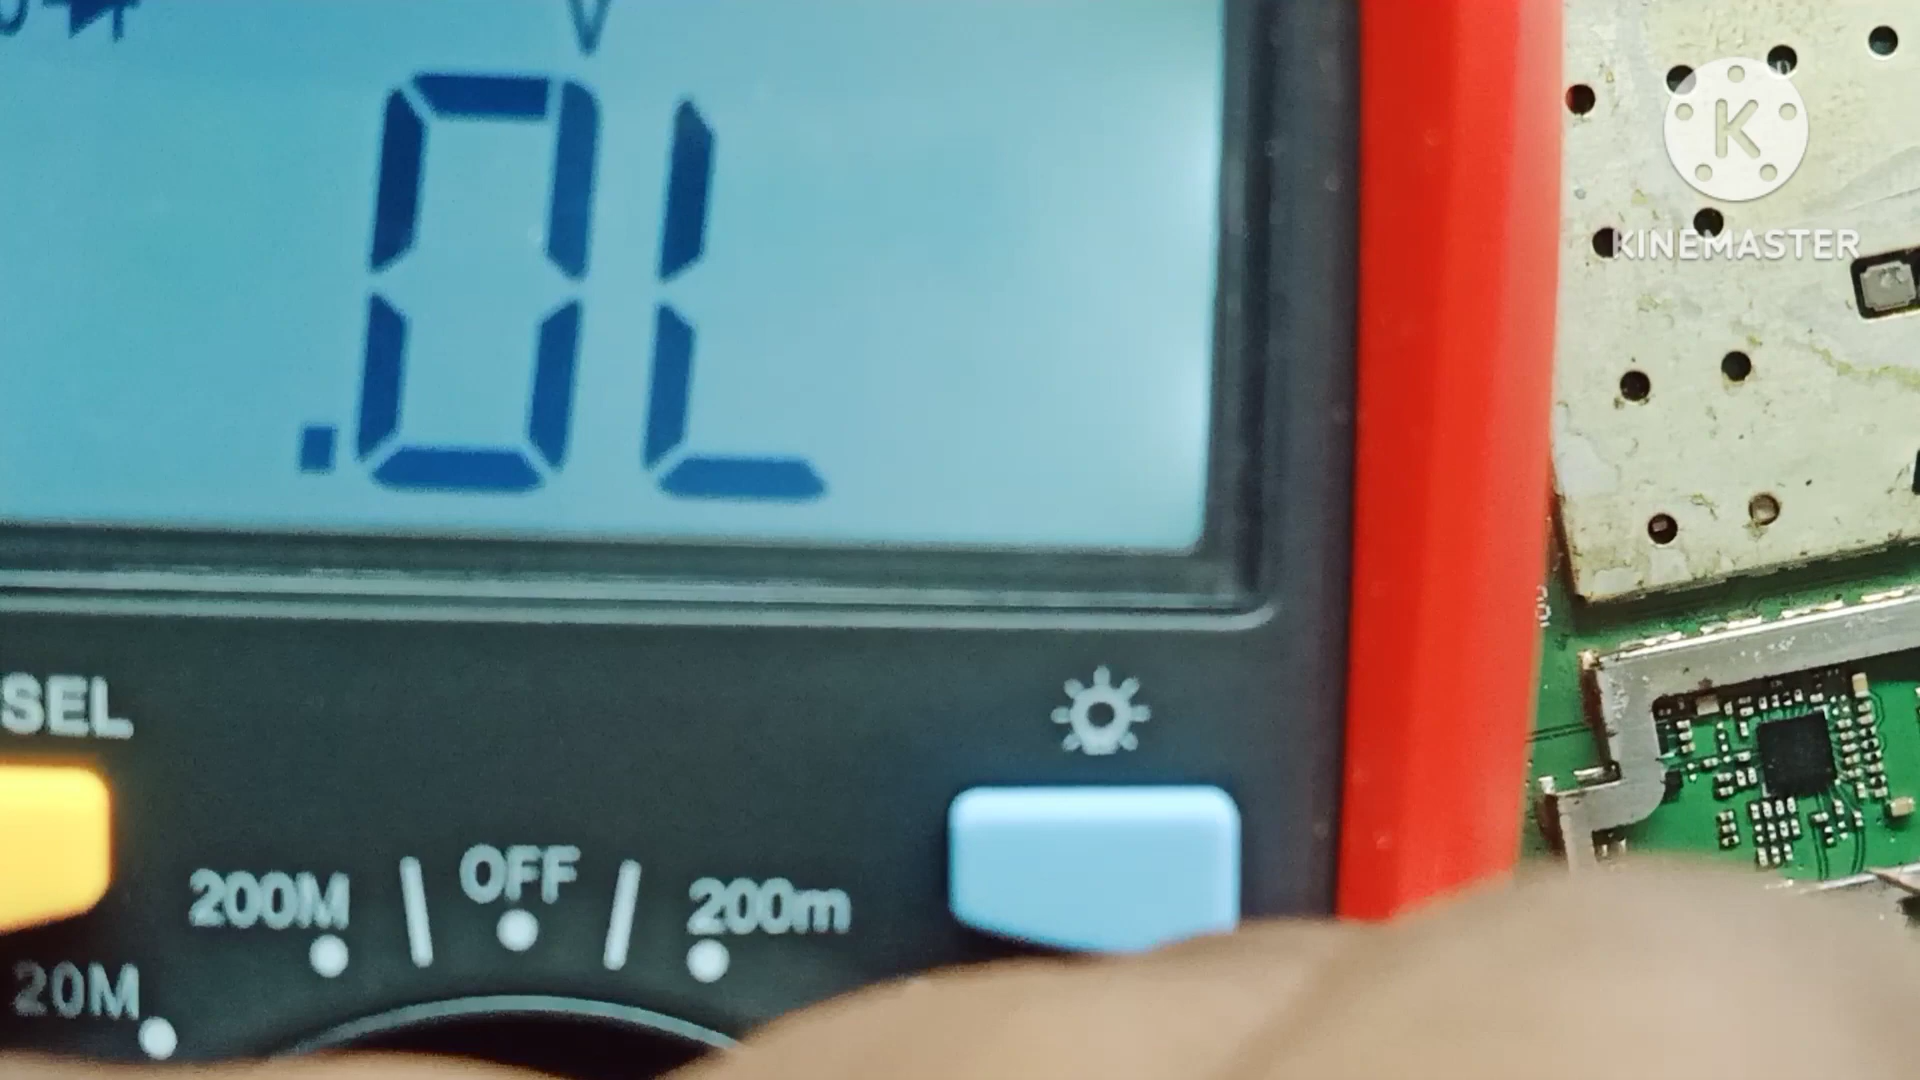 V
.0L
K
KINEMASTER
SEL
OFF
200M
200m
20M